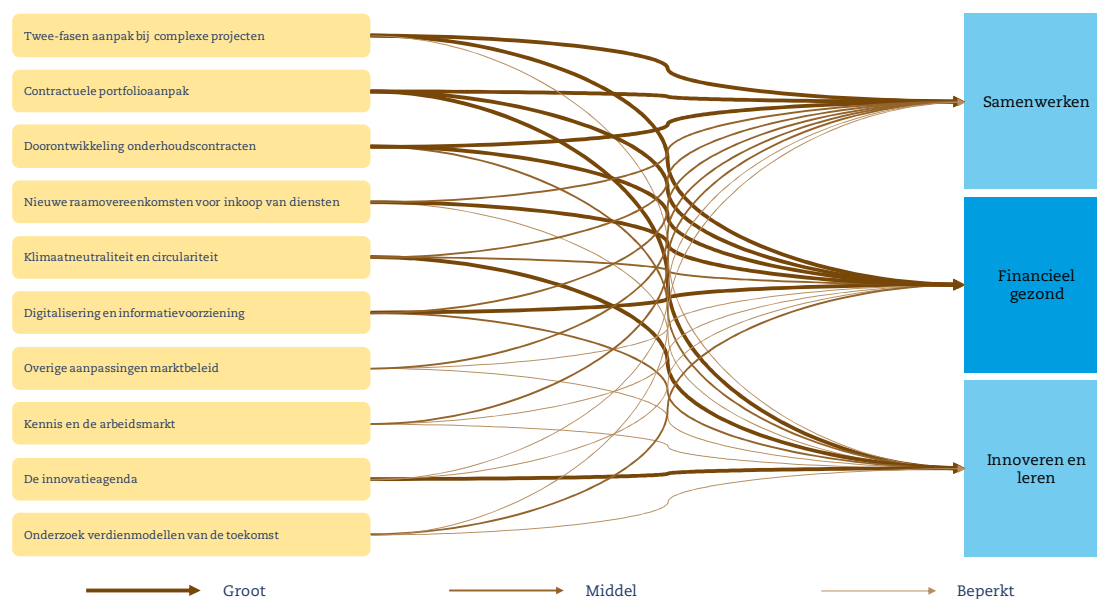 Twee-fasen aanpak bij complexe projecten
Contractuele portfolioaanpak
Doorontwikkeling onderhoudscontracten
Nieuwe raamovereenkomsten voor inkoop van diensten
Klimaatneutraliteit en circulariteit
Digitalisering en informatievoorziening
Overige aanpassingen marktbeleid
Kennis en de arbeidsmarkt
De innovatieagenda
Onderzoek verdienmodellen van de toekomst
Samenwerken
Financieel
gezond
Innoveren en
leren
Groot
Middel
Beperkt